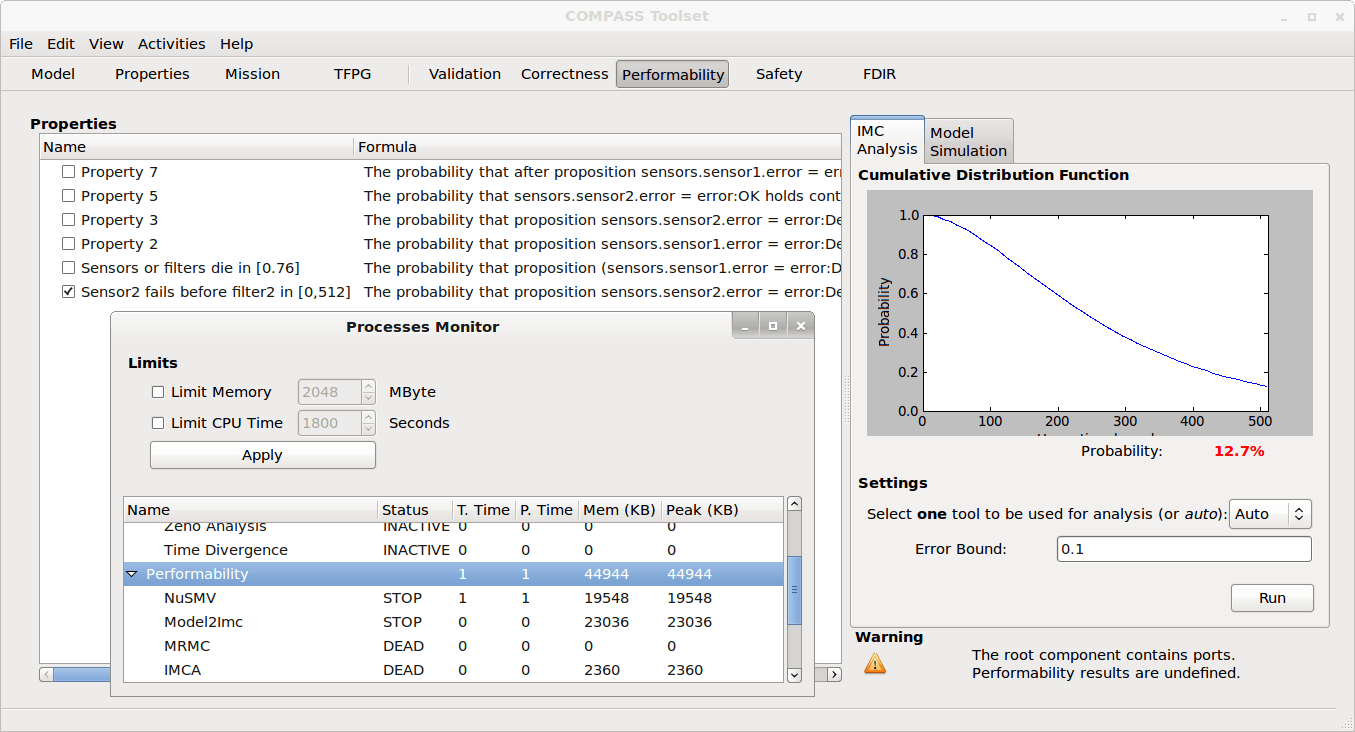 COMPASS Toolset
File Edit View Activities Help
Model Properties Mission TFPG Validation Correctness Performability Safety FDIR
Properties
Name Formula
Property 7 The probability that after proposition sensors.sensor1.error =
Property 5 The probability that sensors.sensor2.error = error:OK holds
Property 3 The probability that proposition sensors.sensor2.error =
Property 2 The probability that proposition sensors.sensor1.error =
Sensors or filters die in [0.76] The probability that proposition (sensors.sensor1.error =
Sensor2 fails before filter2 in [0,512] The probability that proposition sensors.sensor2.error =
Processes Monitor
Limits
Limit Memory 2048 MByte
Limit CPU Time 1800 Seconds
Apply
Name Status T. Time P. Time Mem (KB) Peak (KB)
Zeno Analysis INACTIVE 0 0 0 0
Time Divergence INACTIVE 0 0 0 0
Performability 1 1 44944 44944
NuSMV STOP 1 1 19548 19548
Model2Imc STOP 0 0 23036 23036
MRMC DEAD 0 0 0 0
IMCA DEAD 0 0 2360 2360
IMC
Analysis
Model
Simulation
Cumulative Distribution Function
1.0
0.8
0.6
0.4
0.2
0.0
Probability
0 100 200 300 400 500
Probability: 12.7%
Settings
Select one tool to be used for analysis (or auto): Auto
Error Bound: 0.1
Run
Warning
The root component contains ports.
Performability results are undefined.